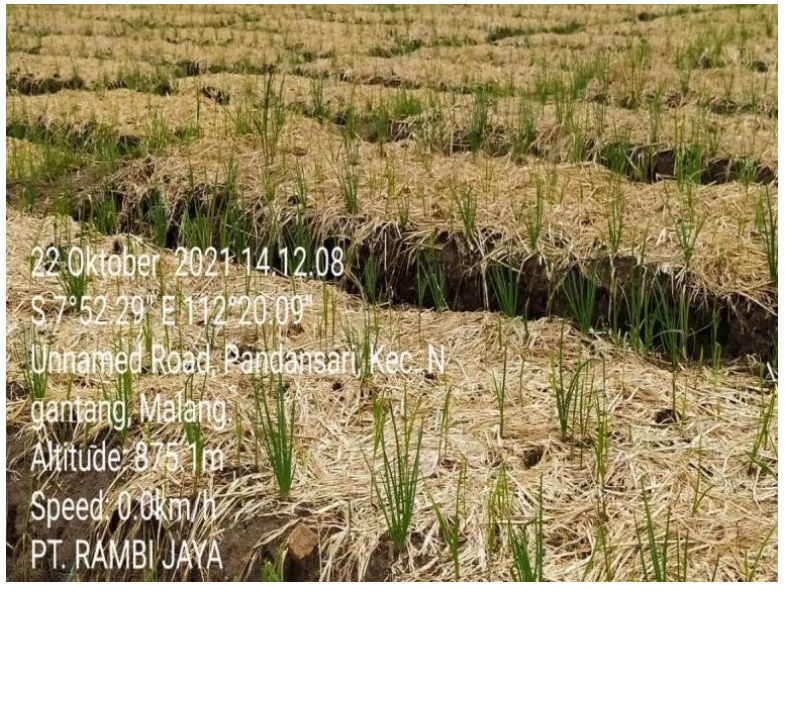 22 Oktober 2021 14.12.08
S 7°52.29" E 112°20.09"
Unnamed Road, Pandansari, Kec. N
gantang, Malang.
Altitude: 875.1m
Speed: 0.0km/h
PT. RAMBI JAYA